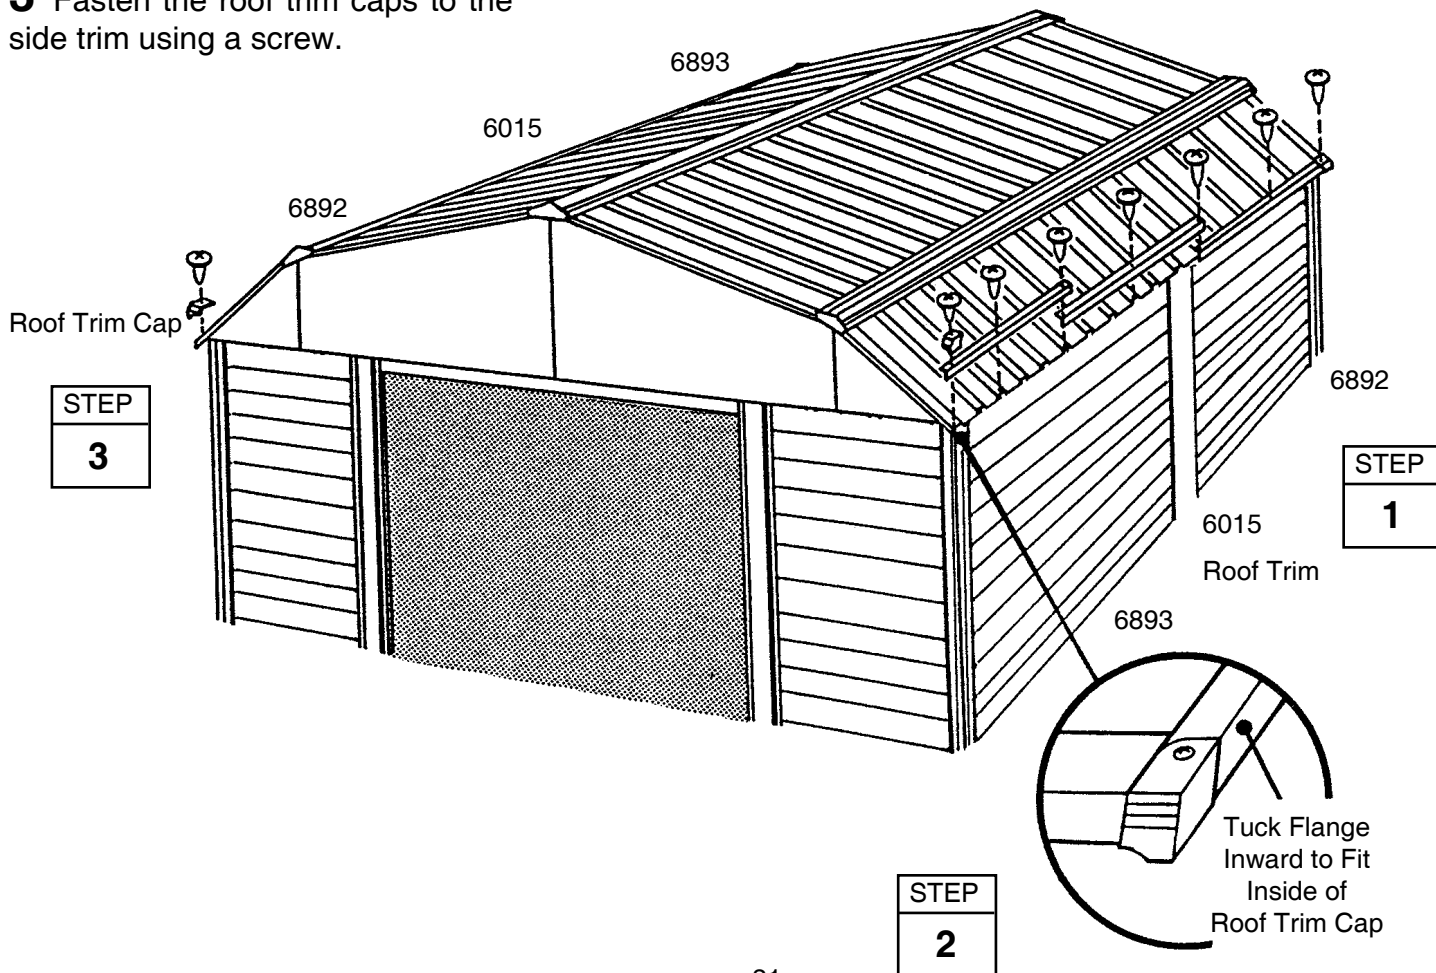 3 Fasten the roof trim caps to the
side trim using a screw.
6893
6015
6892
Roof Trim Cap
STEP
3
6892
STEP
1
6015
Roof Trim
6893
Tuck Flange
Inward to Fit
Inside of
Roof Trim Cap
STEP
2